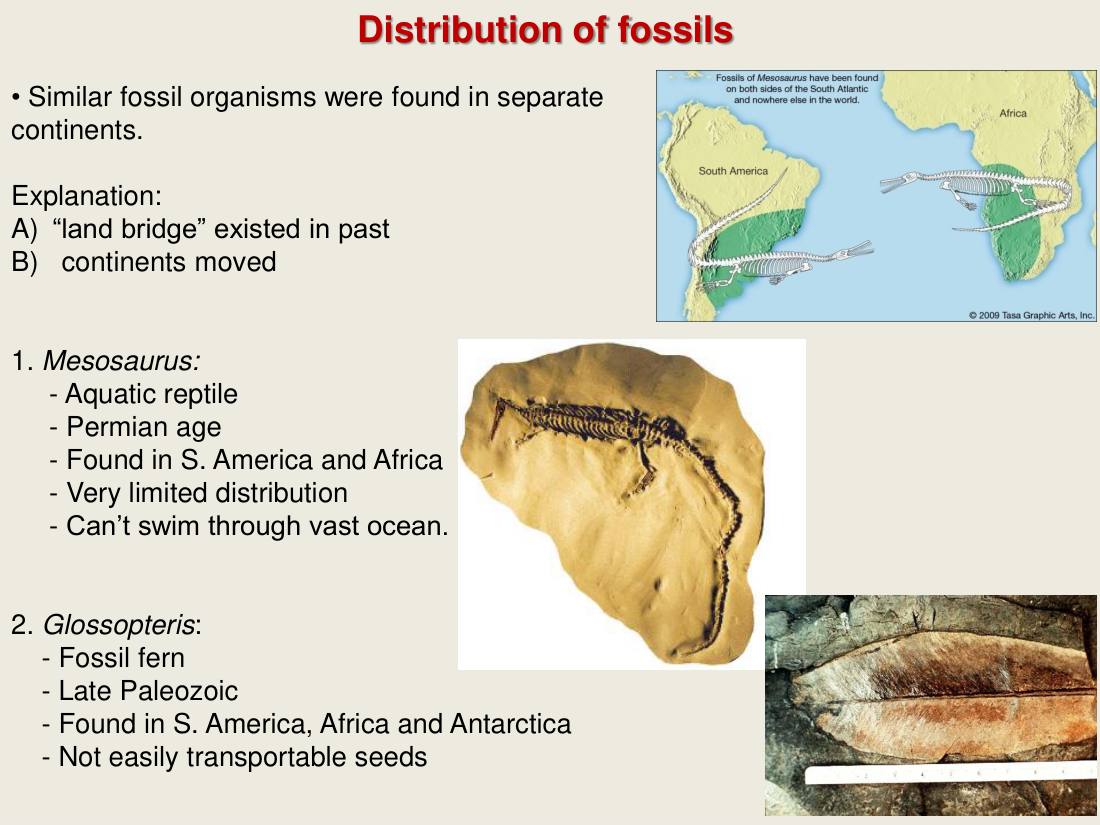 Distribution of fossils
• Similar fossil organisms were found in separate
continents.
Explanation:
A) “land bridge” existed in past
B) continents moved
Fossils of Mesosaurus have been found
on both sides of the South Atlantic
and nowhere else in the world.
Africa
South America
© 2009 Tasa Graphic Arts, Inc.
1. Mesosaurus:
- Aquatic reptile
- Permian age
- Found in S. America and Africa
- Very limited distribution
- Can’t swim through vast ocean.
2. Glossopteris:
- Fossil fern
- Late Paleozoic
- Found in S. America, Africa and Antarctica
- Not easily transportable seeds